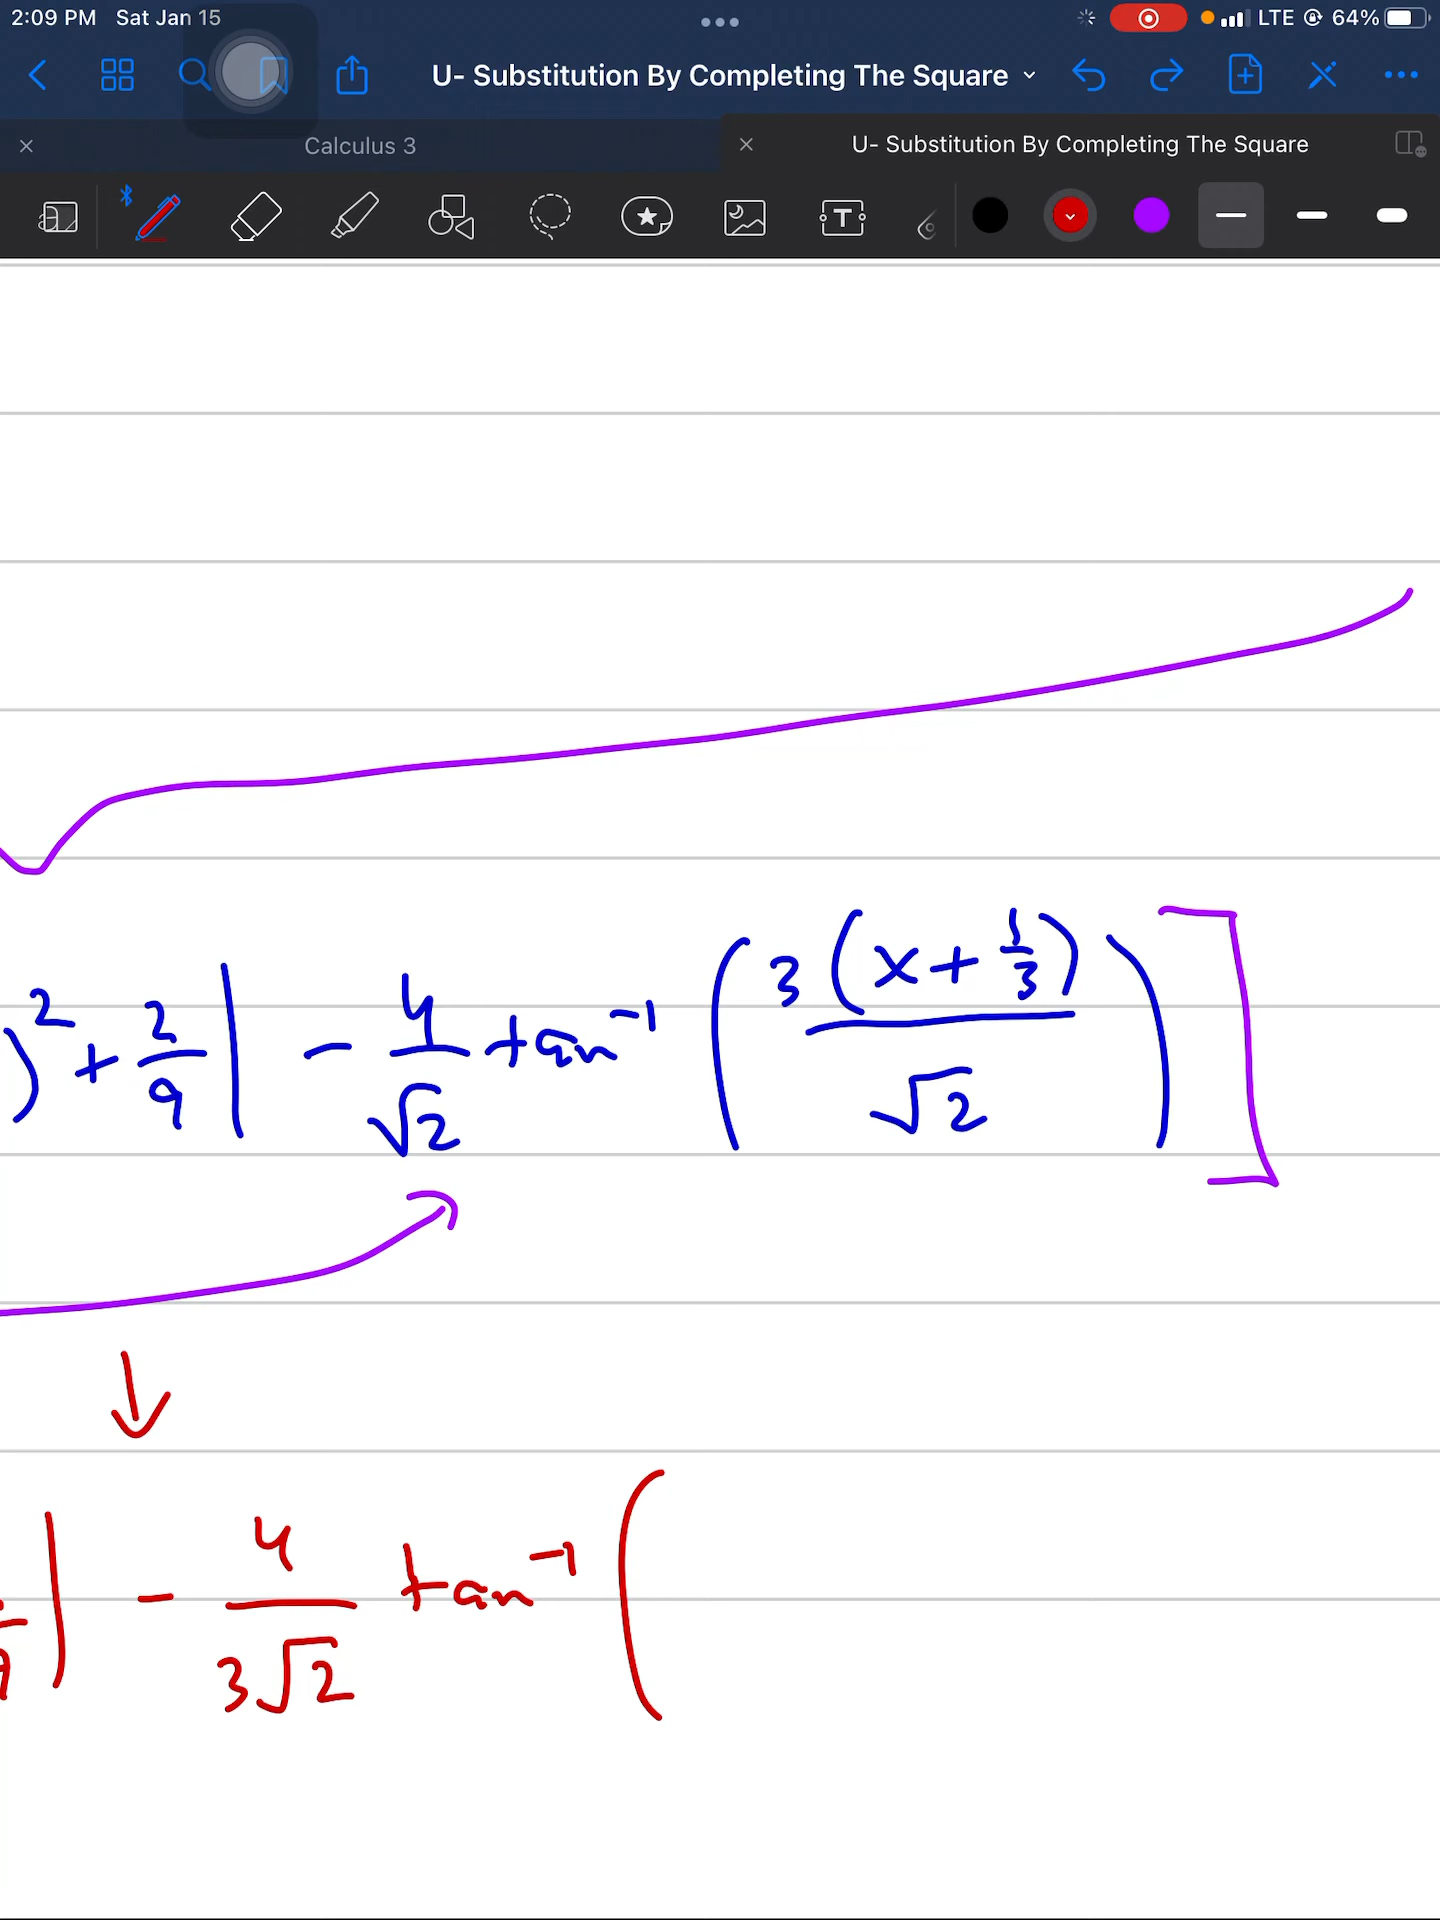 2:09 PM Sat Jan 15
LTE 64%
U- Substitution By Completing The Square
Calculus 3
U- Substitution By Completing The Square
)² + 2/9 | - 4/√2 tan⁻¹ ( 3(x + 1/3) / √2 ) ]
/9 | - 4/3√2 tan⁻¹ (